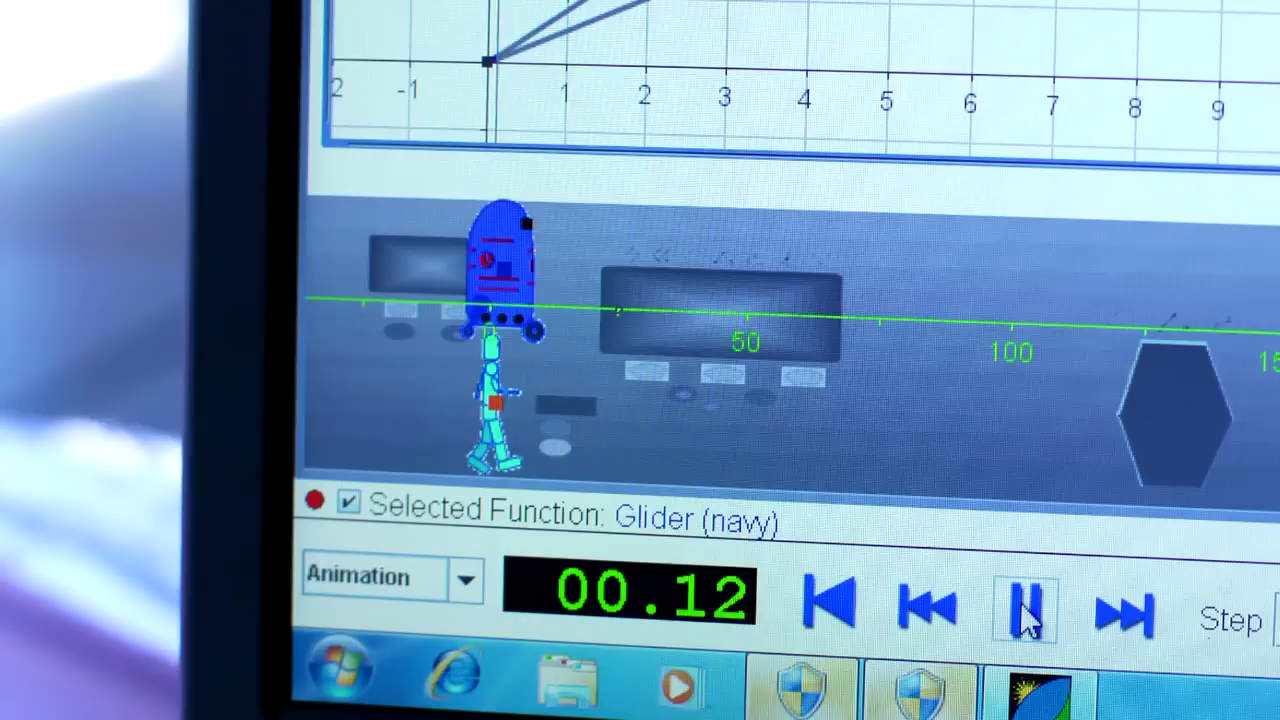 2 -1 1 2 3 4 5 6 7 8 9
50 100 15
Selected Function: Glider (navy)
Animation 00.12 Step